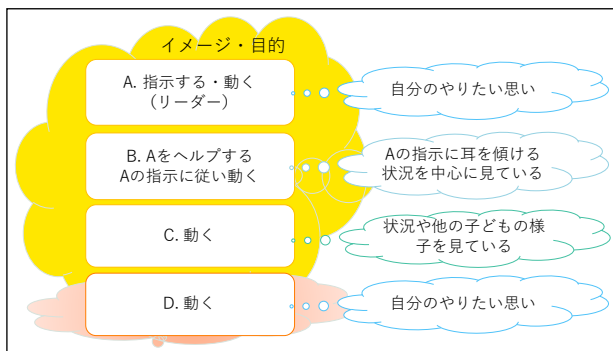 イメージ・目的
A. 指示する・動く
（リーダー）
自分のやりたい思い
B. Aをヘルプする
Aの指示に従い動く
Aの指示に耳を傾ける
状況を中心に見ている
C. 動く
状況や他の子どもの様
子を見ている
D. 動く
自分のやりたい思い